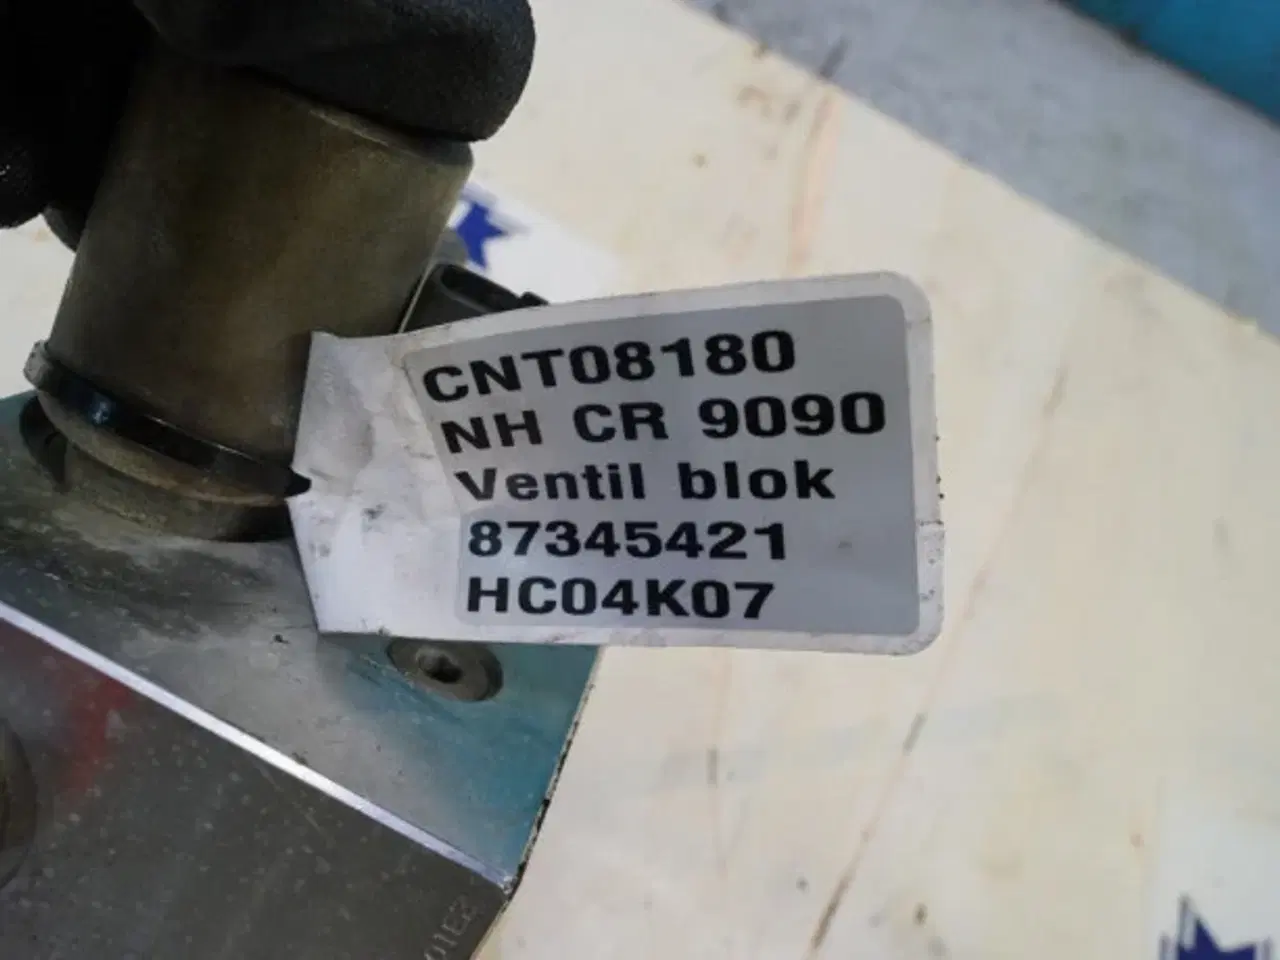 CNT08180
NH CR 9090
Ventil blok
87345421
HC04K07